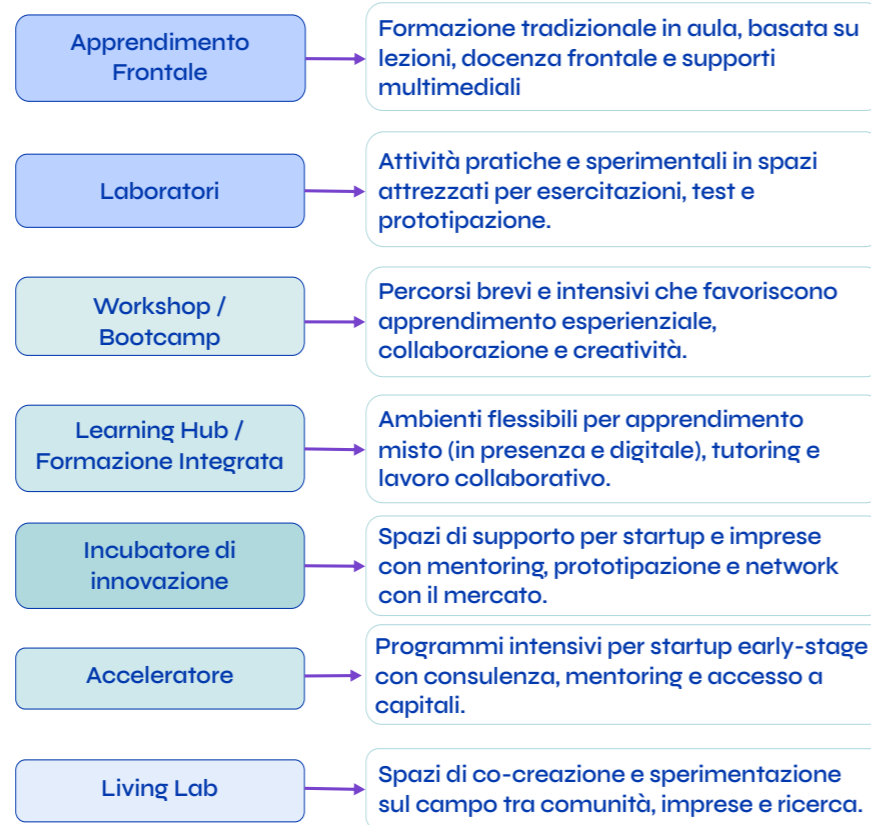 Apprendimento
Frontale
Formazione tradizionale in aula, basata su
lezioni, docenza frontale e supporti
multimediali
Laboratori
Attività pratiche e sperimentali in spazi
attrezzati per esercitazioni, test e
prototipazione.
Workshop /
Bootcamp
Percorsi brevi e intensivi che favoriscono
apprendimento esperienziale,
collaborazione e creatività.
Learning Hub /
Formazione Integrata
Ambienti flessibili per apprendimento
misto (in presenza e digitale), tutoring e
lavoro collaborativo.
Incubatore di
innovazione
Spazi di supporto per startup e imprese
con mentoring, prototipazione e network
con il mercato.
Acceleratore
Programmi intensivi per startup early-stage
con consulenza, mentoring e accesso a
capitali.
Living Lab
Spazi di co-creazione e sperimentazione
sul campo tra comunità, imprese e ricerca.